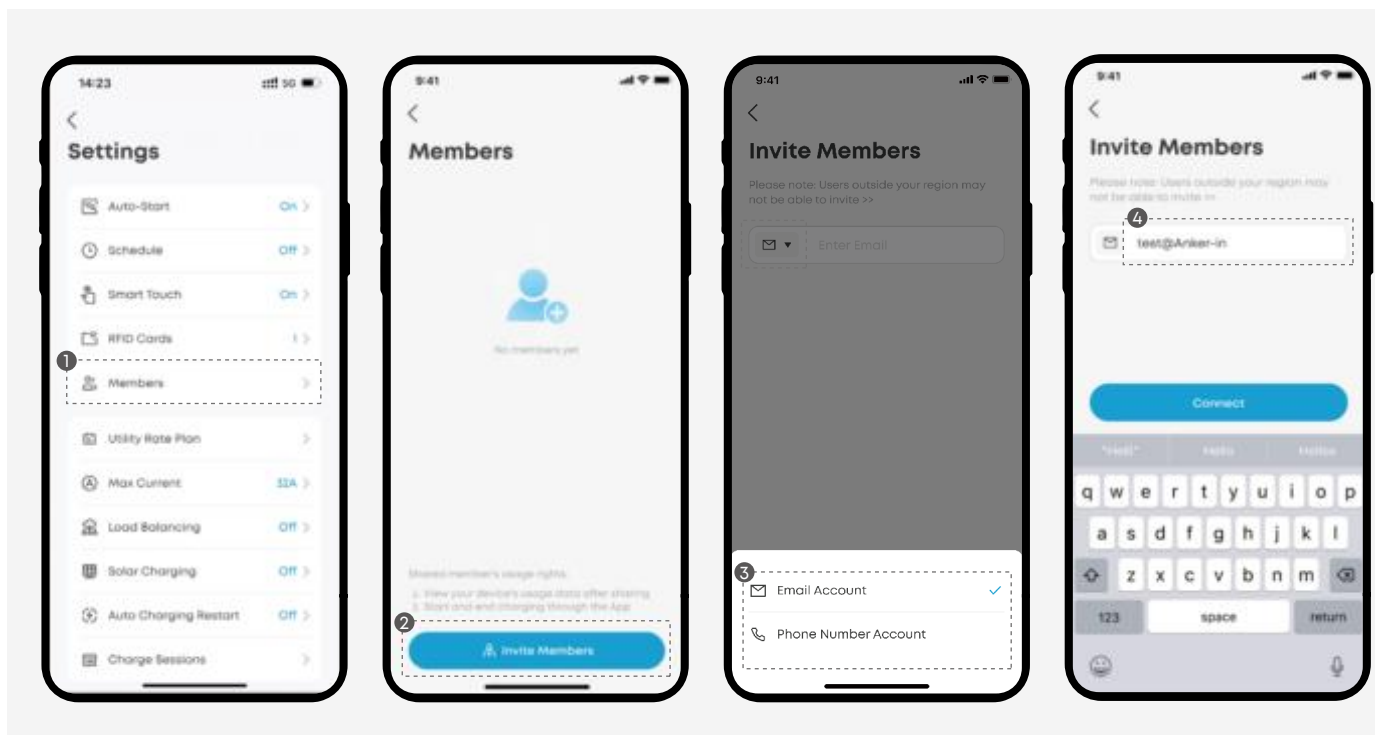 14:23
5G
Settings
Auto-Start
On
Schedule
Off
Smart Touch
On
RFID Cards
1
1
Members
Utility Rate Plan
Max Current
32A
Load Balancing
Off
Solar Charging
Off
Auto Charging Restart
Off
Charge Sessions
9:41
Members
No members yet
Shared member's usage rights:
1. View your device's usage data after sharing
2. Start and end charging through the App
2
Invite Members
9:41
Invite Members
Please note: Users outside your region may
not be able to invite >>
Enter Email
3
Email Account
Phone Number Account
9:41
Invite Members
Please note: Users outside your region may
not be able to invite >>
4
test@Anker-in
Connect
Hello
q w e r t y u i o p
a s d f g h j k l
z x c v b n m
123
space
return